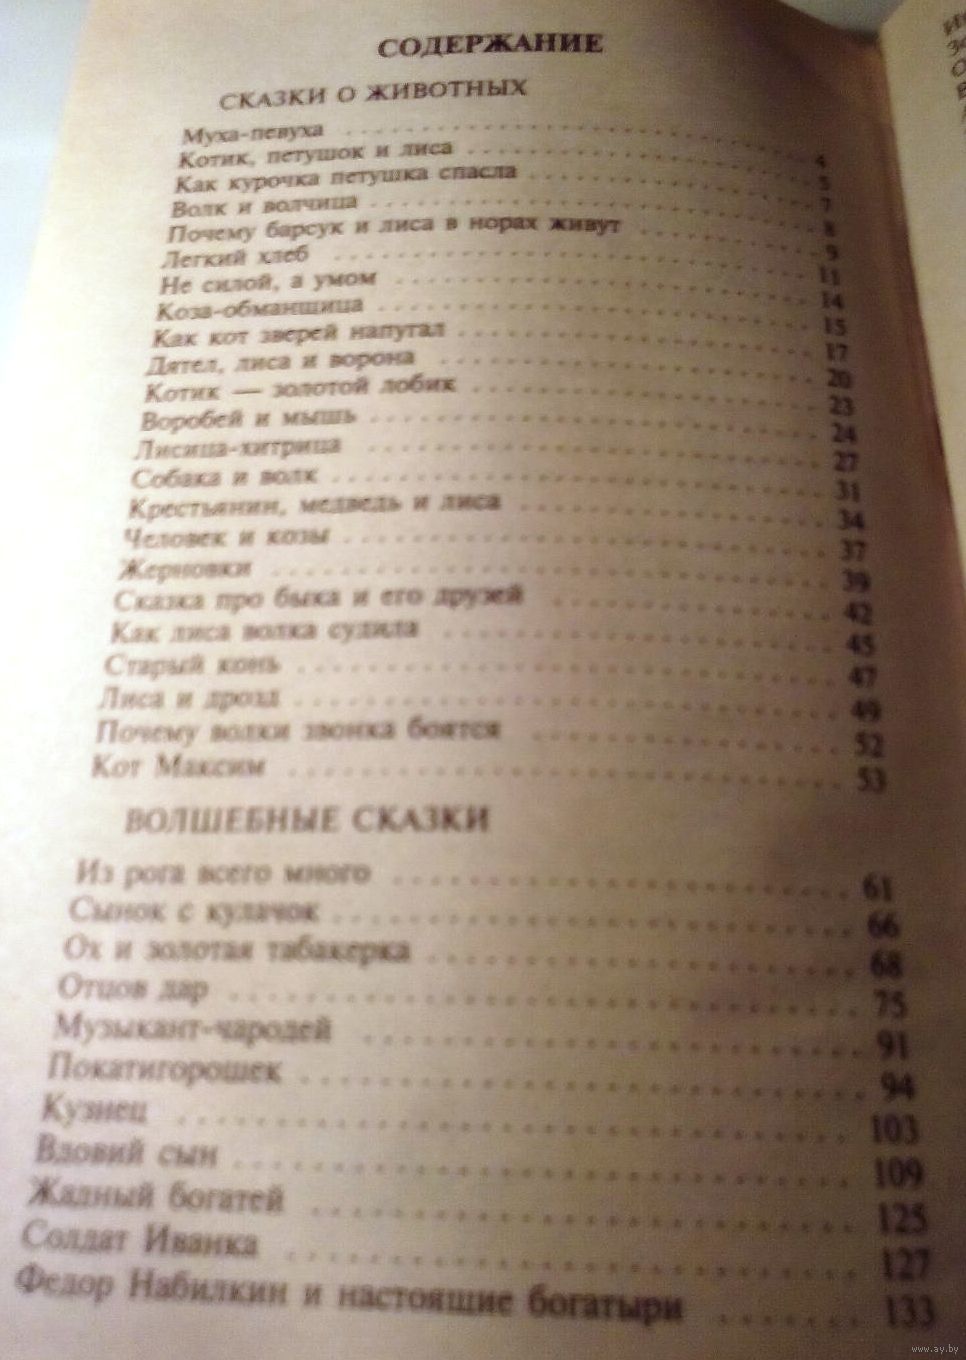 СОДЕРЖАНИЕ
СКАЗКИ О ЖИВОТНЫХ
Муха-певуха . . . 4
Котик, петушок и лиса . . . 5
Как курочка петушка спасла . . . 7
Волк и волчица . . . 8
Почему барсук и лиса в норах живут . . . 9
Легкий хлеб . . . 11
Не силой, а умом . . . 14
Коза-обманщица . . . 15
Как кот зверей напугал . . . 17
Дятел, лиса и ворона . . . 20
Котик — золотой лобик . . . 23
Воробей и мышь . . . 24
Лисица-хитрица . . . 27
Собака и волк . . . 31
Крестьянин, медведь и лиса . . . 34
Человек и козы . . . 37
Жерновки . . . 39
Сказка про быка и его друзей . . . 42
Как лиса волка судила . . . 45
Старый конь . . . 47
Лиса и дрозд . . . 49
Почему волки звонка боятся . . . 52
Кот Максим . . . 53
ВОЛШЕБНЫЕ СКАЗКИ
Из рога всего много . . . 61
Сынок с кулачок . . . 66
Ох и золотая табакерка . . . 68
Отцов дар . . . 75
Музыкант-чародей . . . 91
Покатигорошек . . . 94
Кузнец . . . 103
Вдовий сын . . . 109
Жадный богатей . . . 125
Солдат Иванка . . . 127
Федор Набилкин и настоящие богатыри . . . 133
www.ay.by